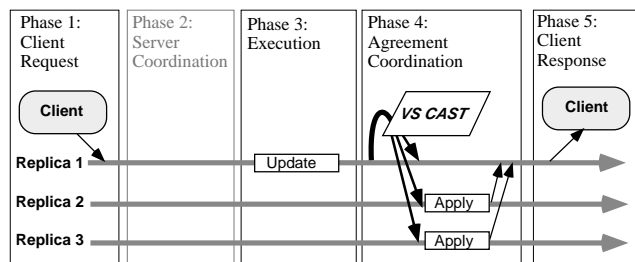 Phase 1:
Client
Request
Phase 2:
Server
Coordination
Phase 3:
Execution
Phase 4:
Agreement
Coordination
Phase 5:
Client
Response
Client
VS CAST
Client
Replica 1
Update
Replica 2
Apply
Replica 3
Apply